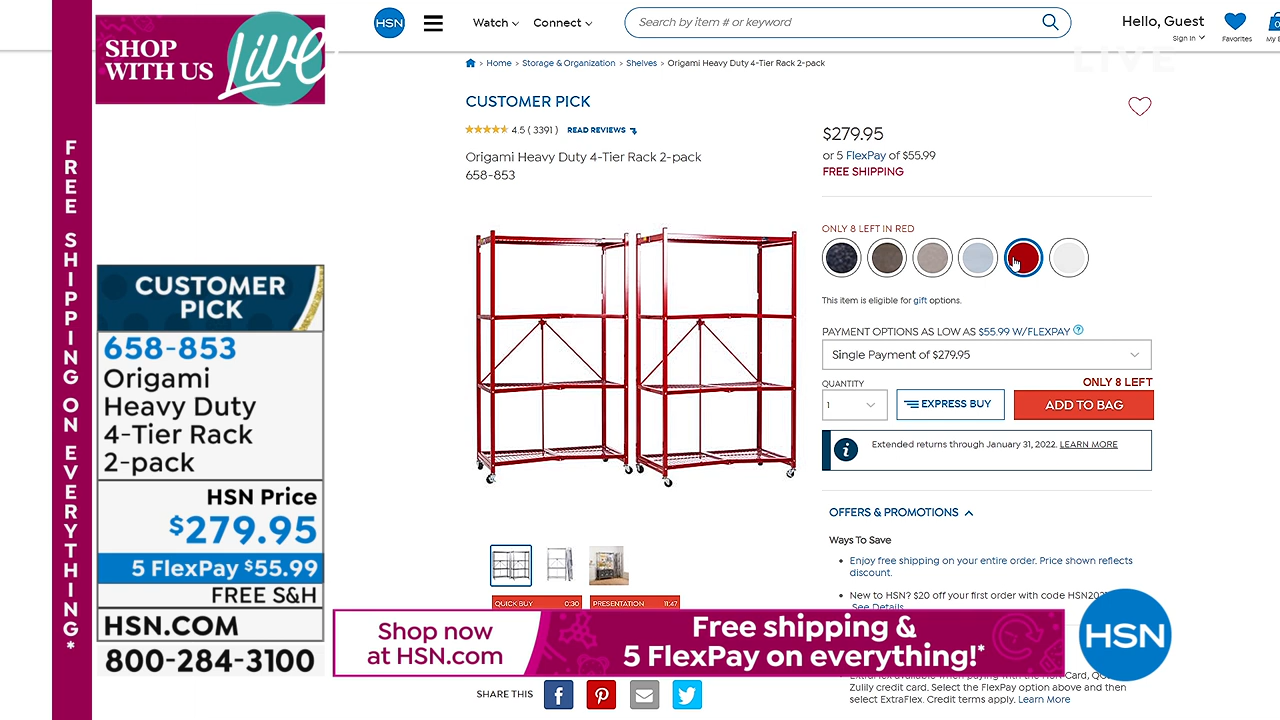 SHOP
WITH US
Live
FREE SHIPPING ON EVERYTHING*
CUSTOMER
PICK
658-853
Origami
Heavy Duty
4-Tier Rack
2-pack
HSN Price
$279.95
5 FlexPay $55.99
FREE S&H
HSN.COM
800-284-3100
HSN
Watch
Connect
Search by item # or keyword
Hello, Guest
Sign In
Favorites
My
0
LIVE
> Home > Storage & Organization > Shelves > Origami Heavy Duty 4-Tier Rack 2-pack
CUSTOMER PICK
4.5 ( 3391 ) READ REVIEWS
Origami Heavy Duty 4-Tier Rack 2-pack
658-853
$279.95
or 5 FlexPay of $55.99
FREE SHIPPING
ONLY 8 LEFT IN RED
This item is eligible for gift options.
PAYMENT OPTIONS AS LOW AS $55.99 W/FLEXPAY ?
Single Payment of $279.95
ONLY 8 LEFT
QUANTITY
1
EXPRESS BUY
ADD TO BAG
i
Extended returns through January 31, 2022. LEARN MORE
OFFERS & PROMOTIONS
Ways To Save
• Enjoy free shipping on your entire order. Price shown reflects
discount.
• New to HSN? $20 off your first order with code
See Details
QUICK BUY 0:30
PRESENTATION 11:47
Shop now
at HSN.com
Free shipping &
5 FlexPay on everything!*
HSN
Zulily credit card. Select the FlexPay option above and then
select ExtraFlex. Credit terms apply. Learn More
SHARE THIS